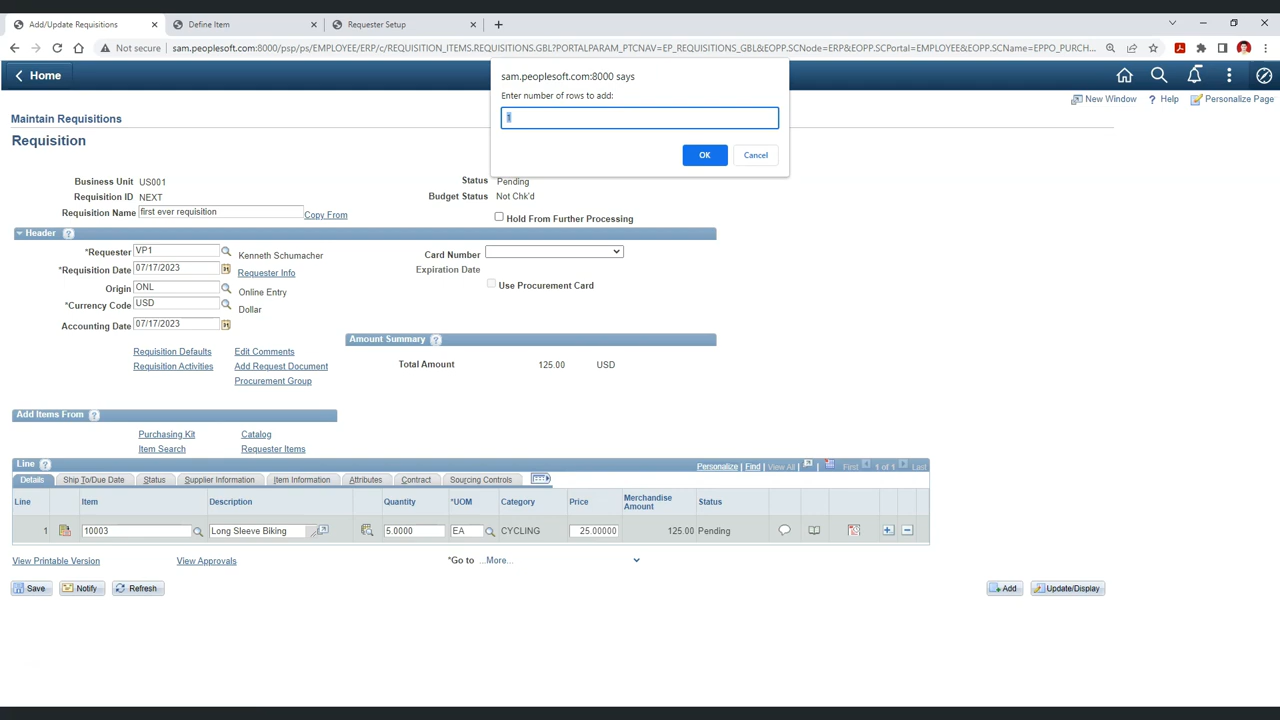 Add/Update Requisitions
Define Item
Requester Setup
Not secure
sam.peoplesoft.com:8000/psp/ps/EMPLOYEE/ERP/c/REQUISITION_ITEMS.REQUISITIONS.GBL?PORTALPARAM_PTCNAV=EP_REQUISITIONS_GBL&EOPP.SCNode=ERP&EOPP.SCPortal=EMPLOYEE&EOPP.SCName=EPPO_PURCH...
Home
sam.peoplesoft.com:8000 says
Enter number of rows to add:
1
OK Cancel
New Window Help Personalize Page
Maintain Requisitions
Requisition
Business Unit US001 Status Pending
Requisition ID NEXT Budget Status Not Chk'd
Requisition Name first ever requisition Copy From
Hold From Further Processing
Header ?
*Requester VP1 Kenneth Schumacher Card Number
*Requisition Date 07/17/2023 Requester Info Expiration Date
Origin ONL Online Entry Use Procurement Card
*Currency Code USD Dollar
Accounting Date 07/17/2023
Amount Summary ?
Requisition Defaults Edit Comments
Requisition Activities Add Request Document Total Amount 125.00 USD
Procurement Group
Add Items From ?
Purchasing Kit Catalog
Item Search Requester Items
Line ? Personalize | Find | View All | First 1 of 1 Last
Details Ship To/Due Date Status Supplier Information Item Information Attributes Contract Sourcing Controls
Line Item Description Quantity *UOM Category Price Merchandise Amount Status
1 10003 Long Sleeve Biking 5.0000 EA CYCLING 25.00000 125.00 Pending
View Printable Version View Approvals *Go to ...More...
Save Notify Refresh Add Update/Display